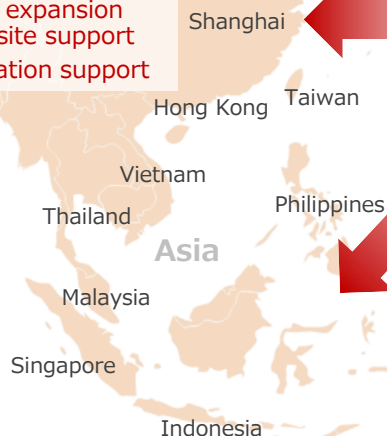 expansion
site support
ation support
Shanghai
Hong Kong
Taiwan
Vietnam
Philippines
Thailand
Asia
Malaysia
Singapore
Indonesia